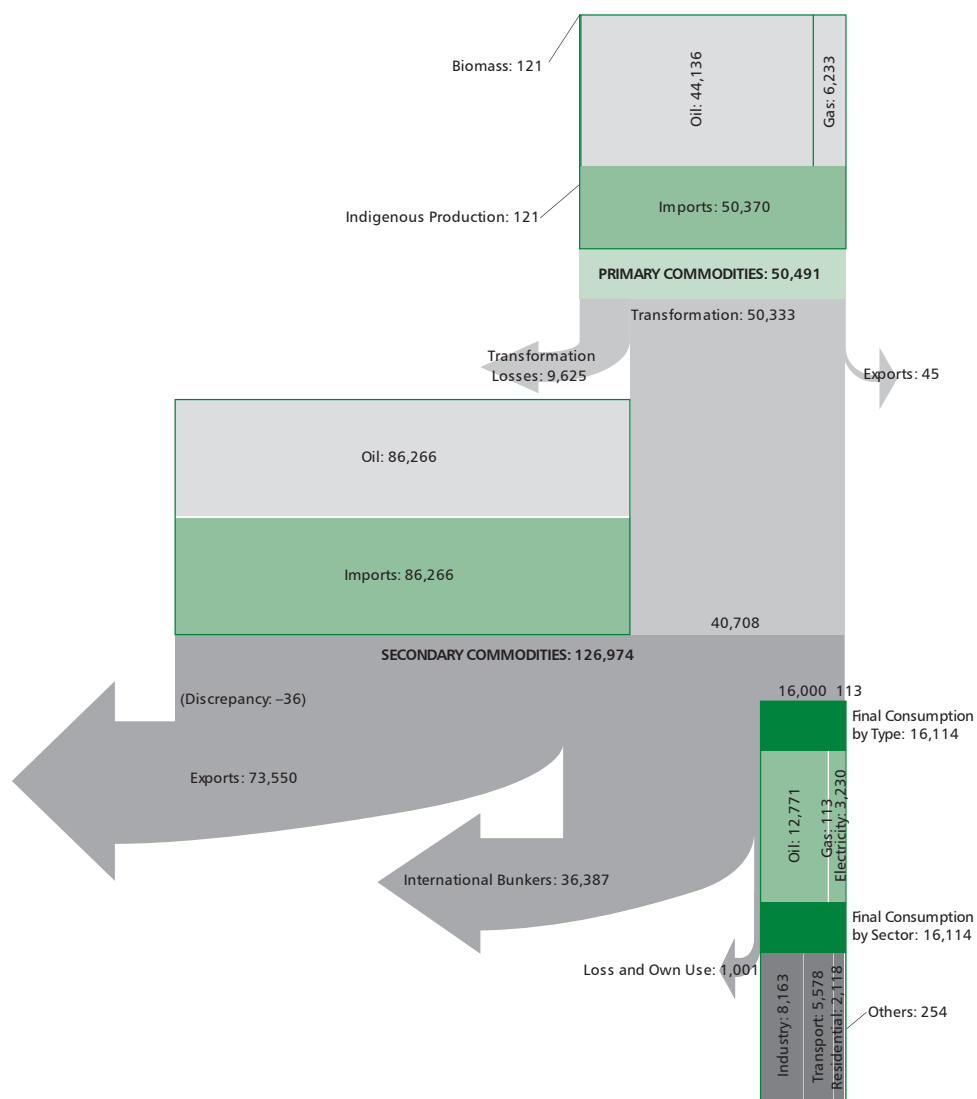 Biomass: 121
Oil: 44,136
Gas: 6,233
Indigenous Production: 121
Imports: 50,370
PRIMARY COMMODITIES: 50,491
Transformation: 50,333
Transformation
Losses: 9,625
Exports: 45
Oil: 86,266
Imports: 86,266
40,708
SECONDARY COMMODITIES: 126,974
(Discrepancy: –36)
16,000
113
Final Consumption
by Type: 16,114
Exports: 73,550
Oil: 12,771
Gas: 113
Electricity: 3,230
International Bunkers: 36,387
Final Consumption
by Sector: 16,114
Loss and Own Use: 1,001
Industry: 8,163
Transport: 5,578
Residential: 2,118
Others: 254